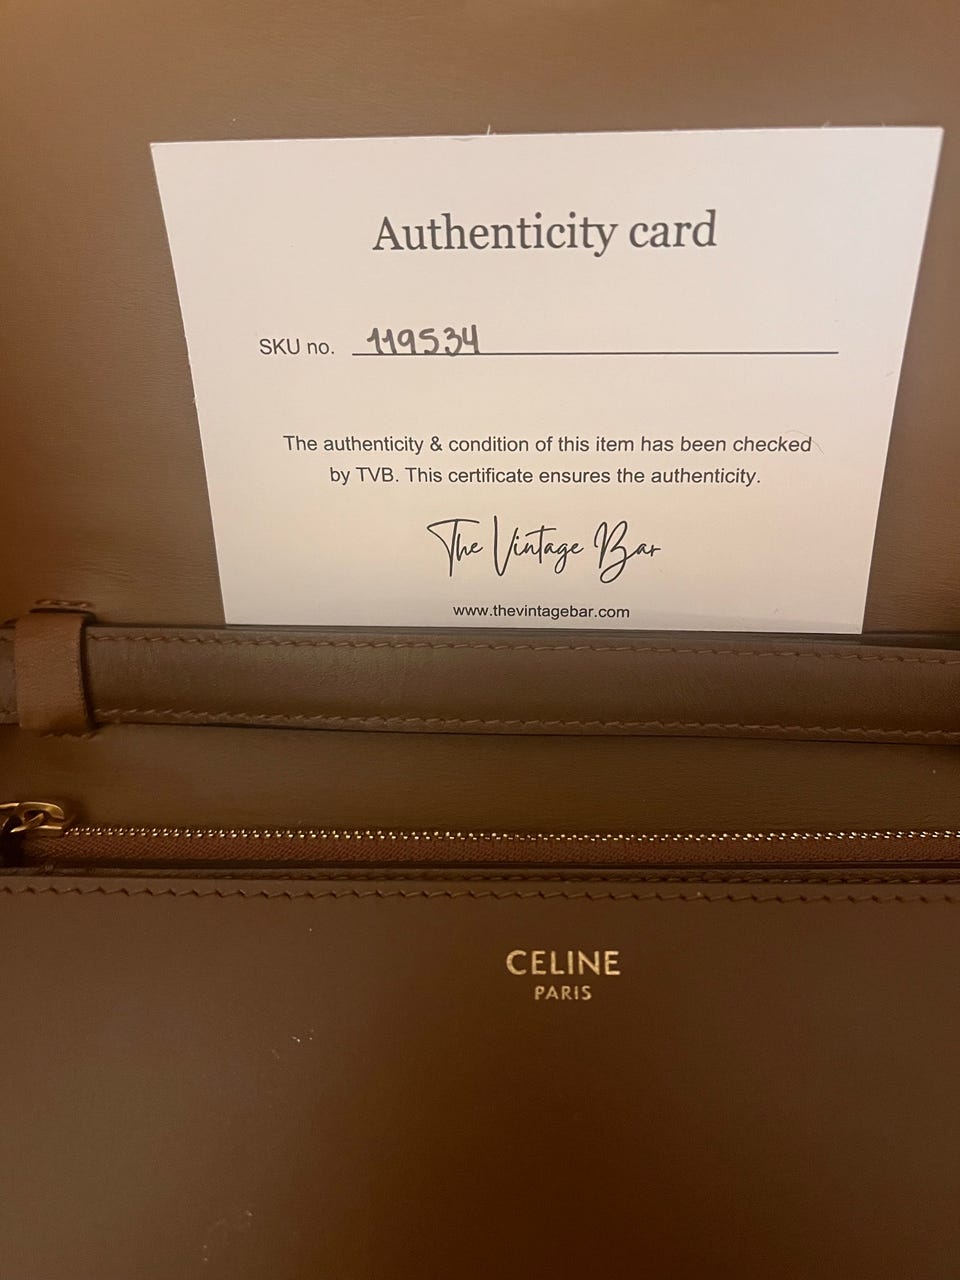 Authenticity card
SKU no. 119534
The authenticity & condition of this item has been checked
by TVB. This certificate ensures the authenticity.
The Vintage Bar
www.thevintagebar.com
CELINE
PARIS